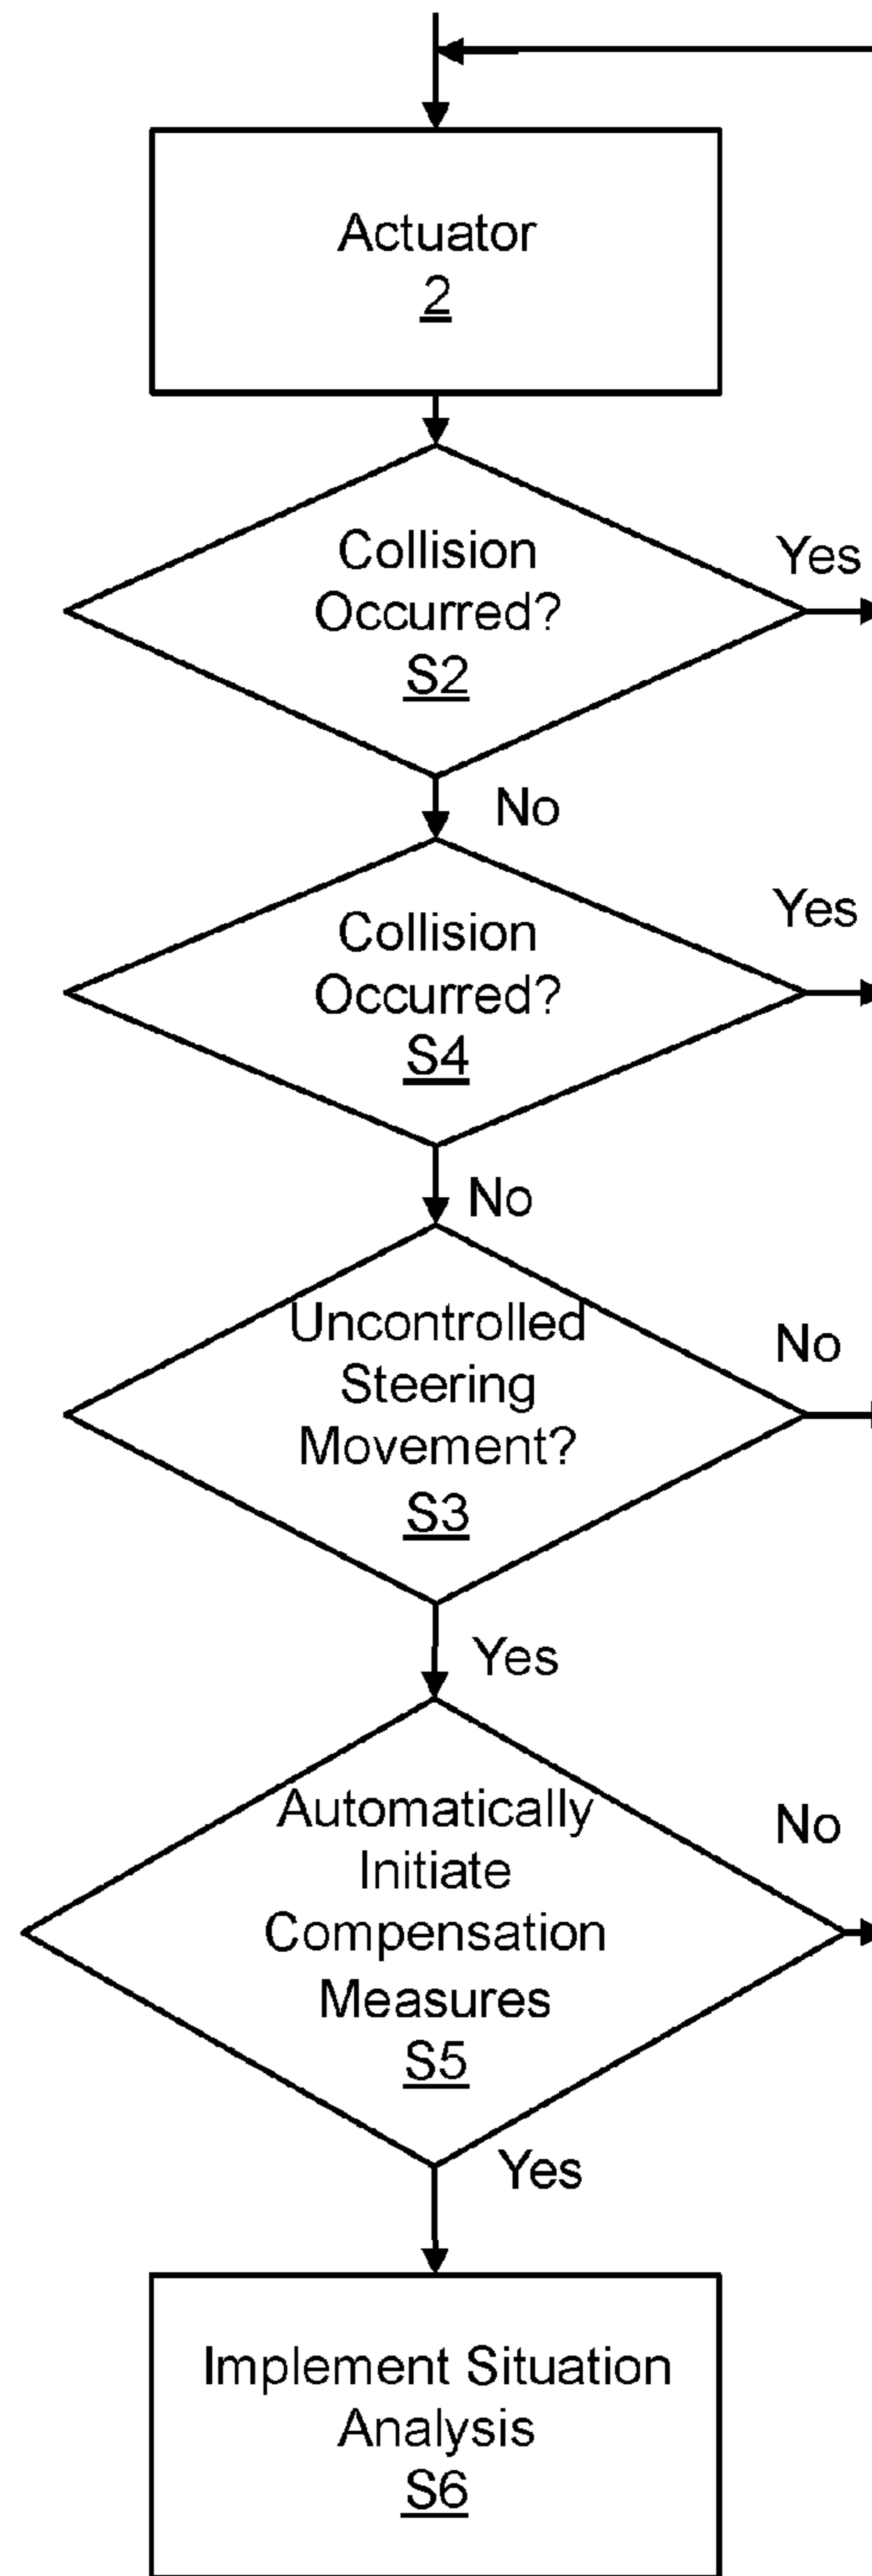 Actuator
2
Collision
Occurred?
S2
Yes
No
Collision
Occurred?
S4
Yes
No
Uncontrolled
Steering
Movement?
S3
No
Yes
Automatically
Initiate
Compensation
Measures
S5
No
Yes
Implement Situation
Analysis
S6